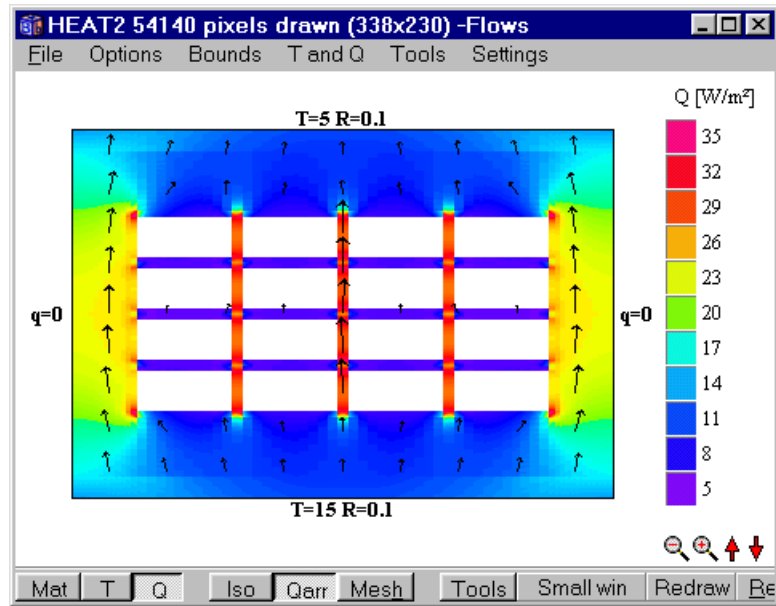 HEAT2 54140 pixels drawn (338x230) -Flows
File Options Bounds T and Q Tools Settings
Q [W/m²]
T=5 R=0.1
35
32
29
26
23
q=0 q=0 20
17
14
11
8
5
T=15 R=0.1
Mat T Q Iso Qarr Mesh Tools Small win Redraw Re